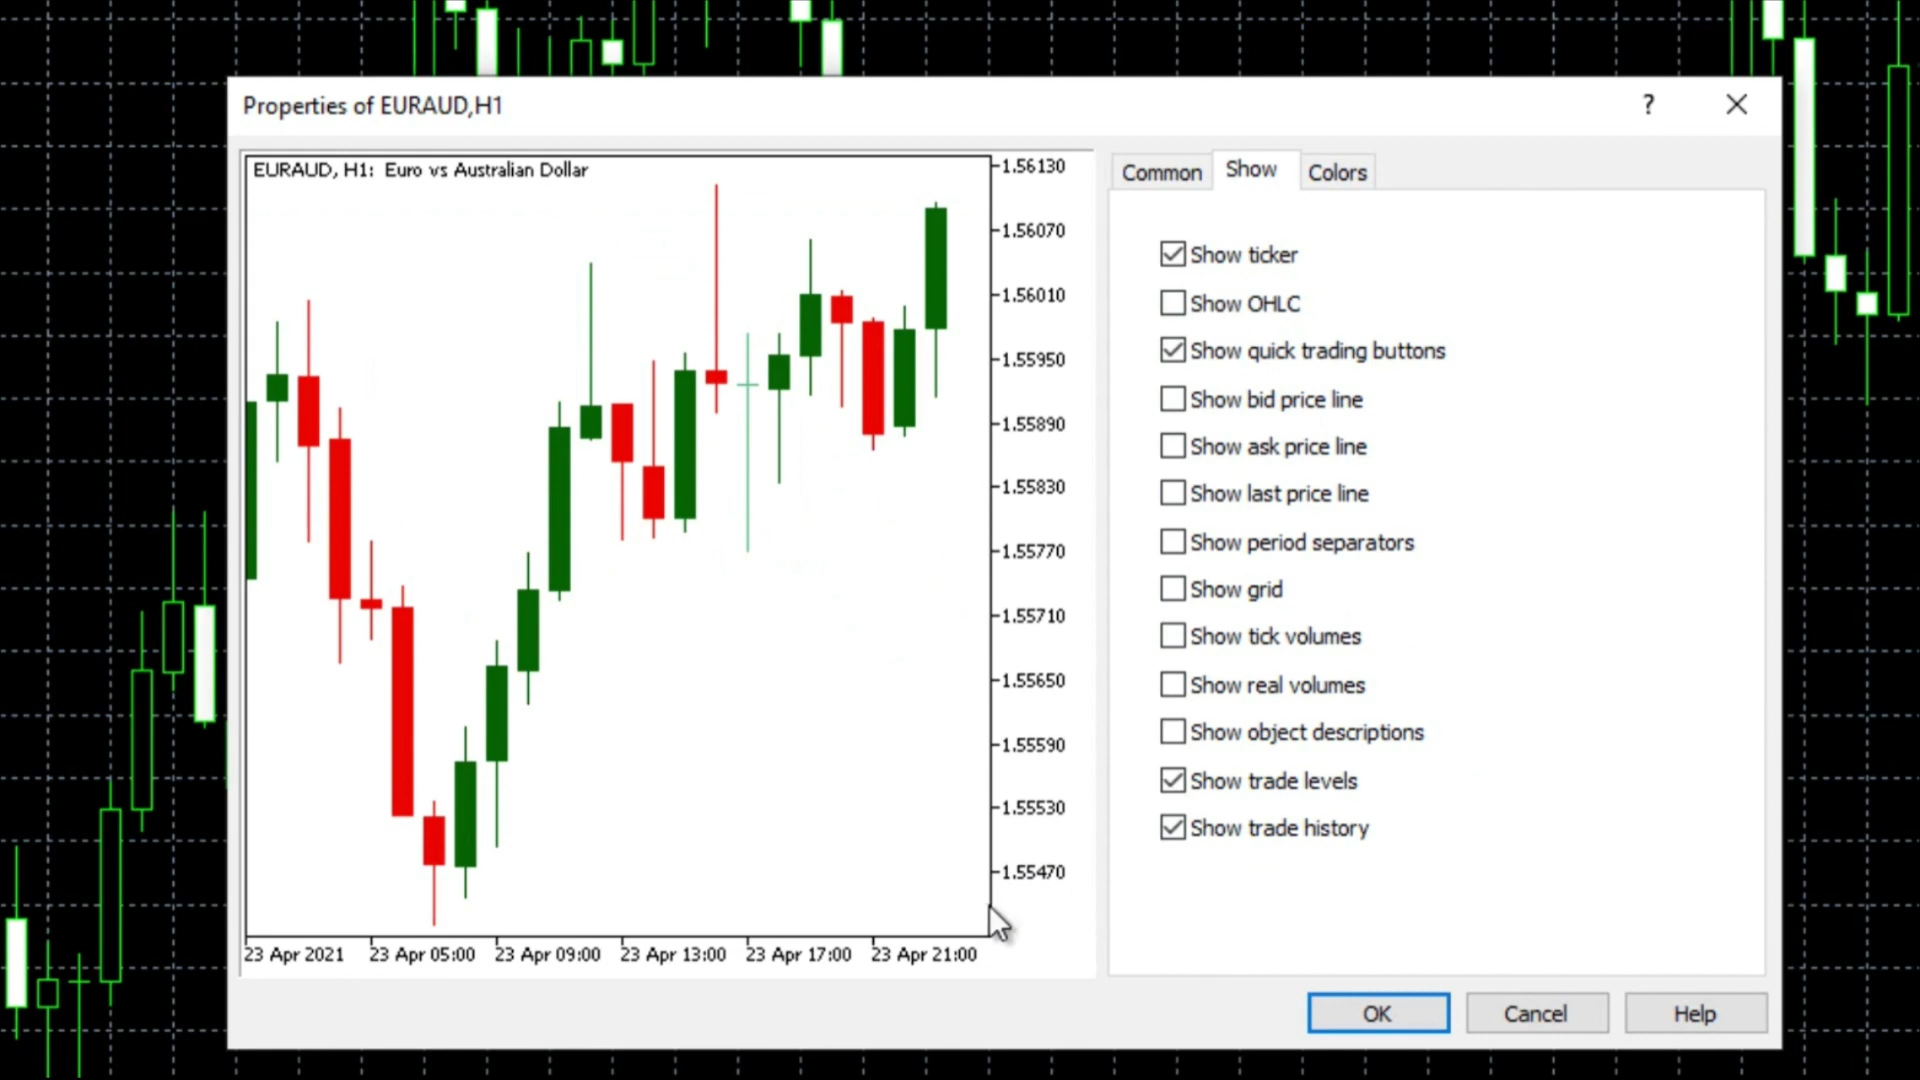 Properties of EURAUD,H1
?
EURAUD, H1: Euro vs Australian Dollar
1.56130
1.56070
1.56010
1.55950
1.55890
1.55830
1.55770
1.55710
1.55650
1.55590
1.55530
1.55470
23 Apr 2021
23 Apr 05:00
23 Apr 09:00
23 Apr 13:00
23 Apr 17:00
23 Apr 21:00
Common
Show
Colors
Show ticker
Show OHLC
Show quick trading buttons
Show bid price line
Show ask price line
Show last price line
Show period separators
Show grid
Show tick volumes
Show real volumes
Show object descriptions
Show trade levels
Show trade history
OK
Cancel
Help